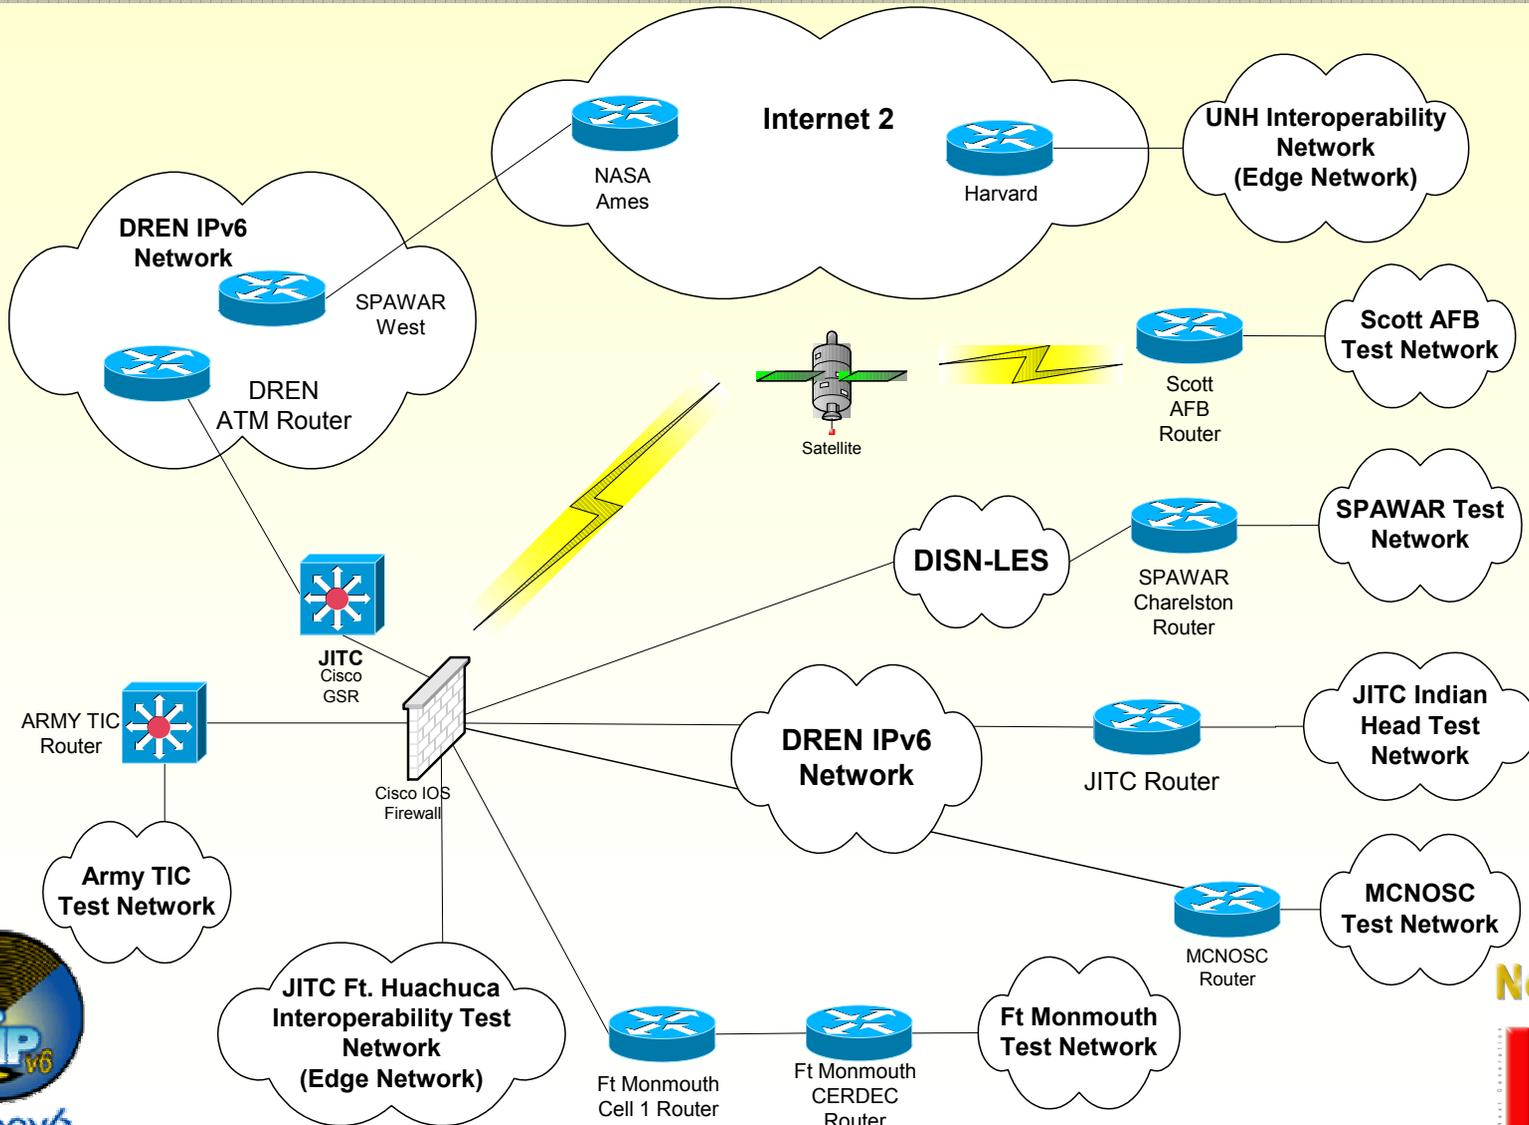 Internet 2
NASA
Ames
Harvard
UNH Interoperability
Network
(Edge Network)
DREN IPv6
Network
SPAWAR
West
DREN
ATM Router
Satellite
Scott
AFB
Router
Scott AFB
Test Network
DISN-LES
SPAWAR
Charelston
Router
SPAWAR Test
Network
JITC
Cisco
GSR
ARMY TIC
Router
Cisco IOS
Firewall
DREN IPv6
Network
JITC Router
JITC Indian
Head Test
Network
Army TIC
Test Network
MCNOSC
Router
MCNOSC
Test Network
JITC Ft. Huachuca
Interoperability Test
Network
(Edge Network)
Ft Monmouth
Cell 1 Router
Ft Monmouth
CERDEC
Router
Ft Monmouth
Test Network
v6